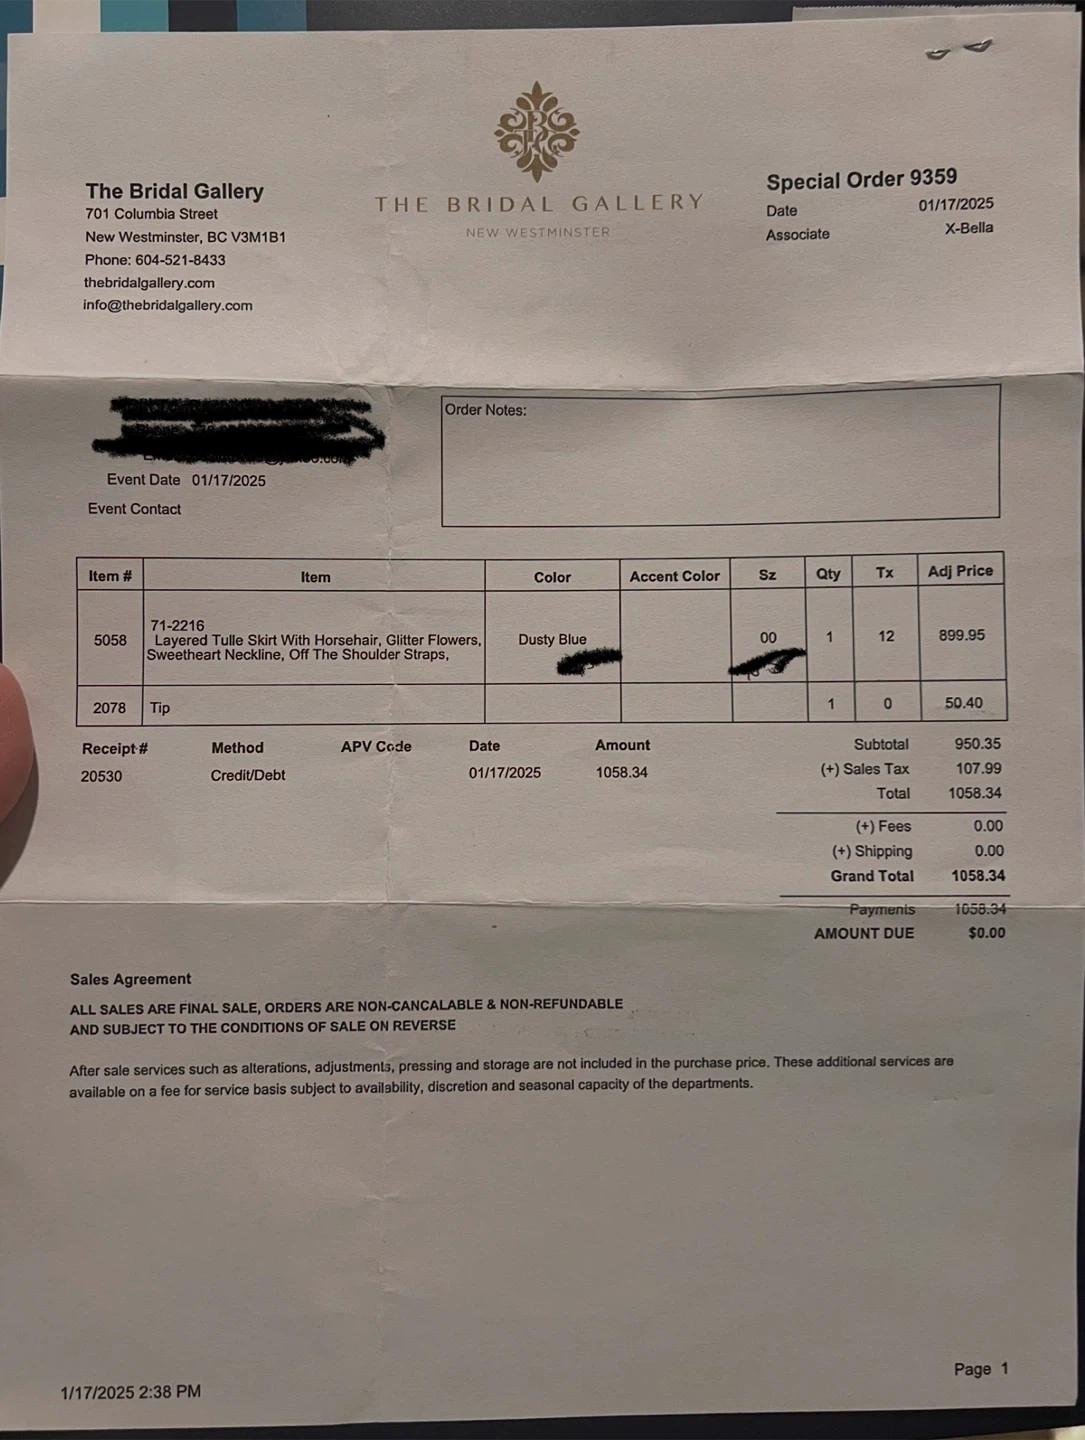 The Bridal Gallery
701 Columbia Street
New Westminster, BC V3M1B1
Phone: 604-521-8433
thebridalgallery.com
info@thebridalgallery.com
THE BRIDAL GALLERY
NEW WESTMINSTER
Special Order 9359
Date 01/17/2025
Associate X-Bella
Event Date 01/17/2025
Event Contact
Order Notes:
Item # Item Color Accent Color Sz Qty Tx Adj Price
5058 71-2216 Dusty Blue 00 1 12 899.95
Layered Tulle Skirt With Horsehair, Glitter Flowers,
Sweetheart Neckline, Off The Shoulder Straps,
2078 Tip 1 0 50.40
Receipt # Method APV Code Date Amount
20530 Credit/Debt 01/17/2025 1058.34
Subtotal 950.35
(+) Sales Tax 107.99
Total 1058.34
(+) Fees 0.00
(+) Shipping 0.00
Grand Total 1058.34
Payments 1058.34
AMOUNT DUE $0.00
Sales Agreement
ALL SALES ARE FINAL SALE, ORDERS ARE NON-CANCALABLE & NON-REFUNDABLE
AND SUBJECT TO THE CONDITIONS OF SALE ON REVERSE
After sale services such as alterations, adjustments, pressing and storage are not included in the purchase price. These additional services are
available on a fee for service basis subject to availability, discretion and seasonal capacity of the departments.
Page 1
1/17/2025 2:38 PM